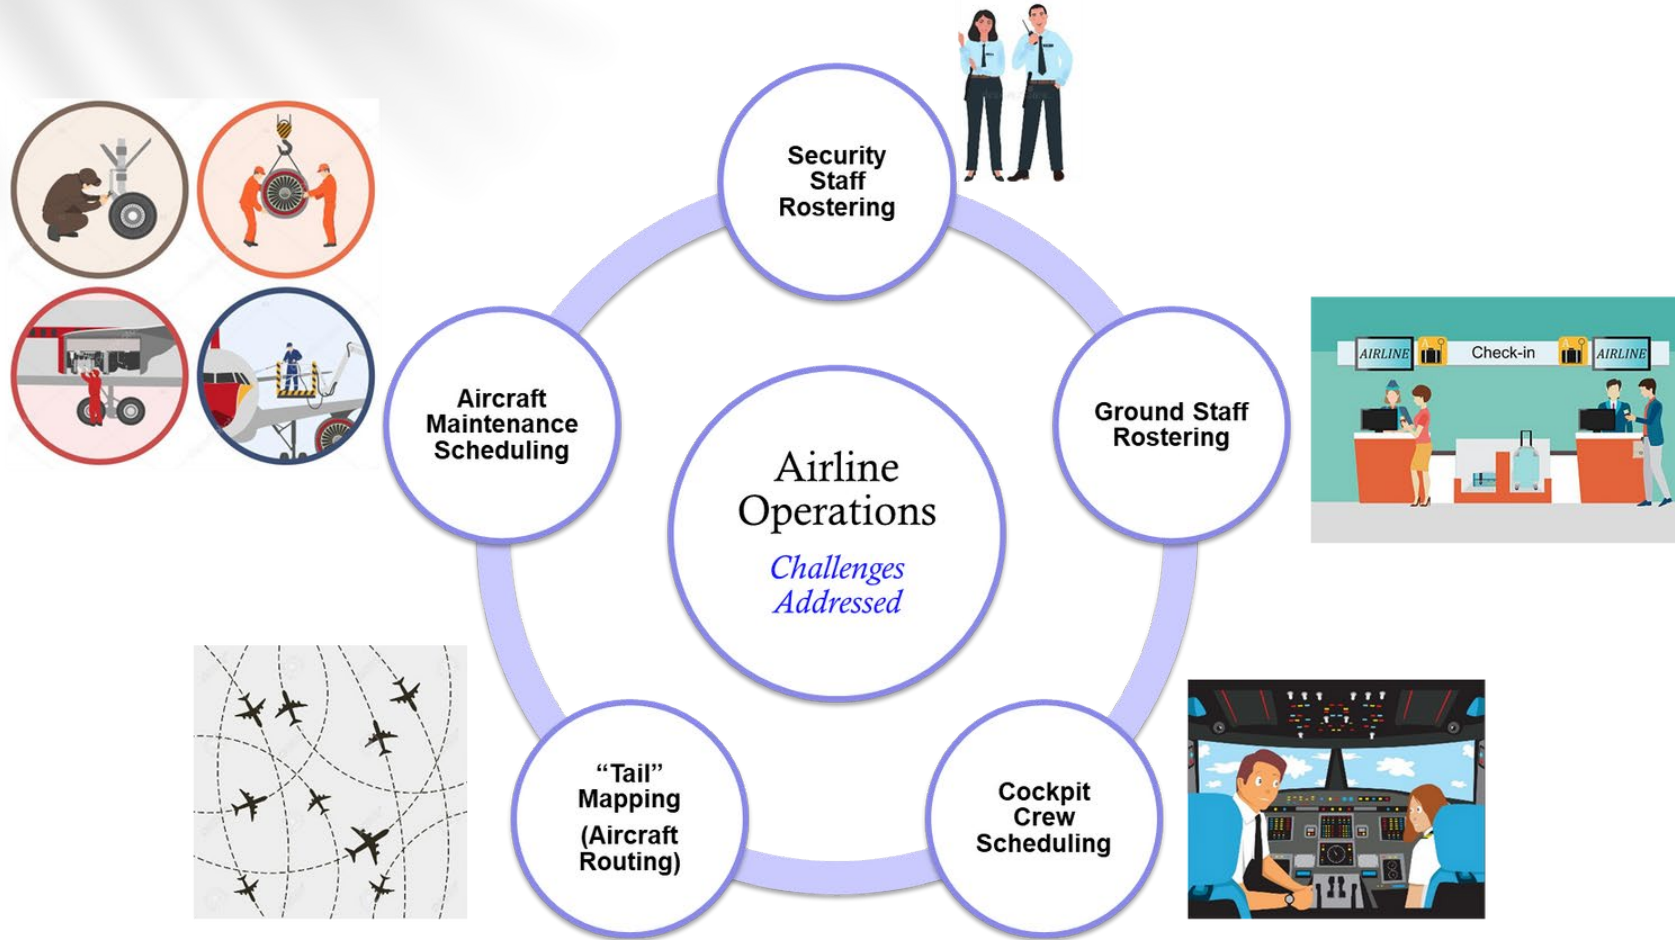 Security
Staff
Rostering
Aircraft
Maintenance
Scheduling
Ground Staff
Rostering
AIRLINE
Check-in
AIRLINE
Airline
Operations
Challenges
Addressed
“Tail”
Mapping
(Aircraft
Routing)
Cockpit
Crew
Scheduling